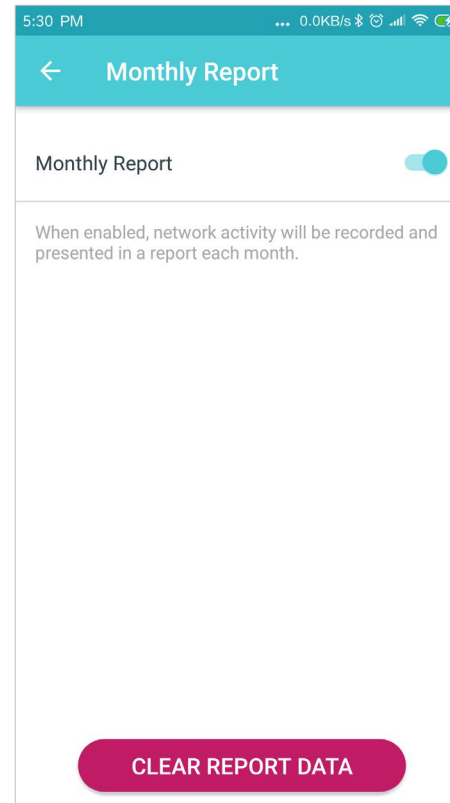 5:30 PM ... 0.0KB/s
Monthly Report
Monthly Report
When enabled, network activity will be recorded and
presented in a report each month.
CLEAR REPORT DATA